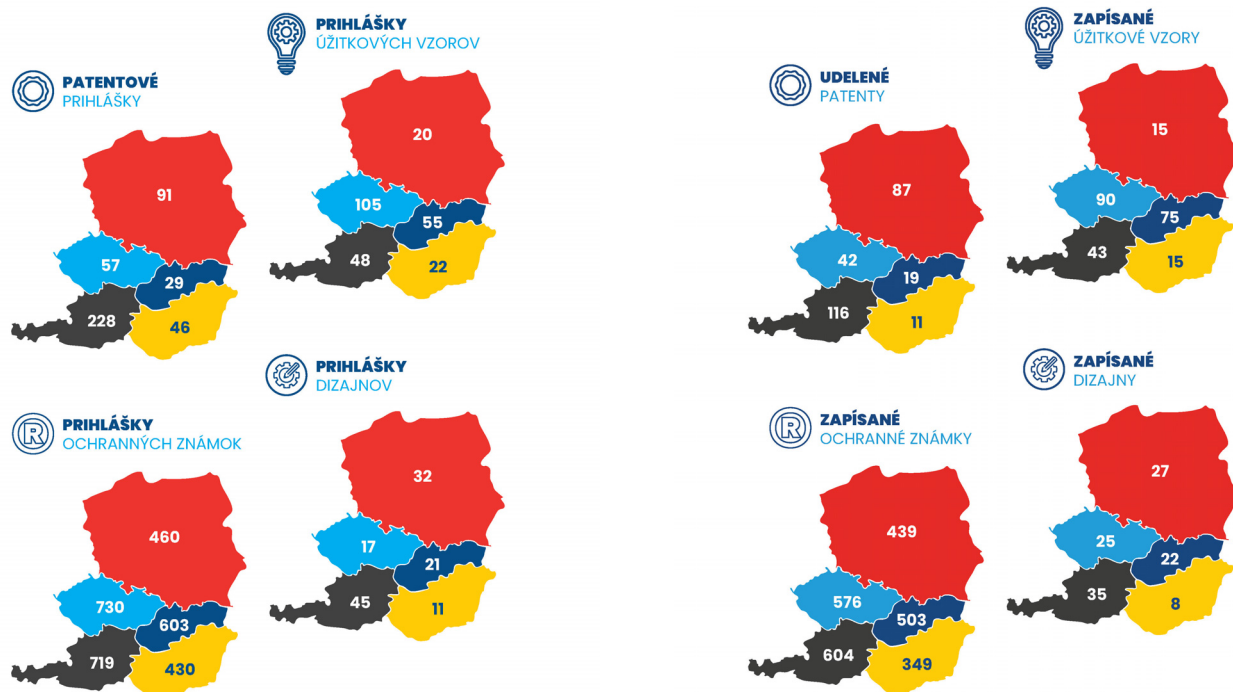 PATENTOVÉ
PRIHLÁŠKY
91
57
29
228
46
PRIHLÁŠKY
ÚŽITKOVÝCH VZOROV
20
105
55
48
22
R
PRIHLÁŠKY
OCHRANNÝCH ZNÁMOK
460
730
603
719
430
PRIHLÁŠKY
DIZAJNOV
32
17
21
45
11
UDELENÉ
PATENTY
87
42
19
116
11
ZAPÍSANÉ
ÚŽITKOVÉ VZORY
15
90
75
43
15
R
ZAPÍSANÉ
OCHRANNÉ ZNÁMKY
439
576
503
604
349
ZAPÍSANÉ
DIZAJNY
27
25
22
35
8